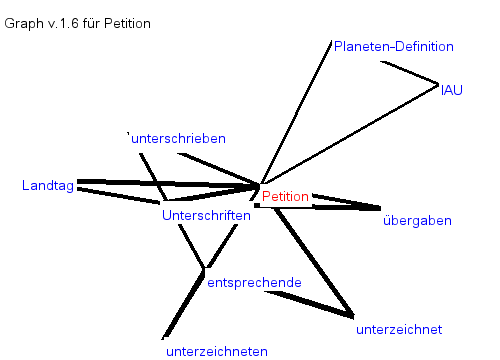 Graph v.1.6 für Petition
Planeten-Definition
IAU
unterschrieben
Landtag
Petition
Unterschriften
übergaben
entsprechende
unterzeichnet
unterzeichneten